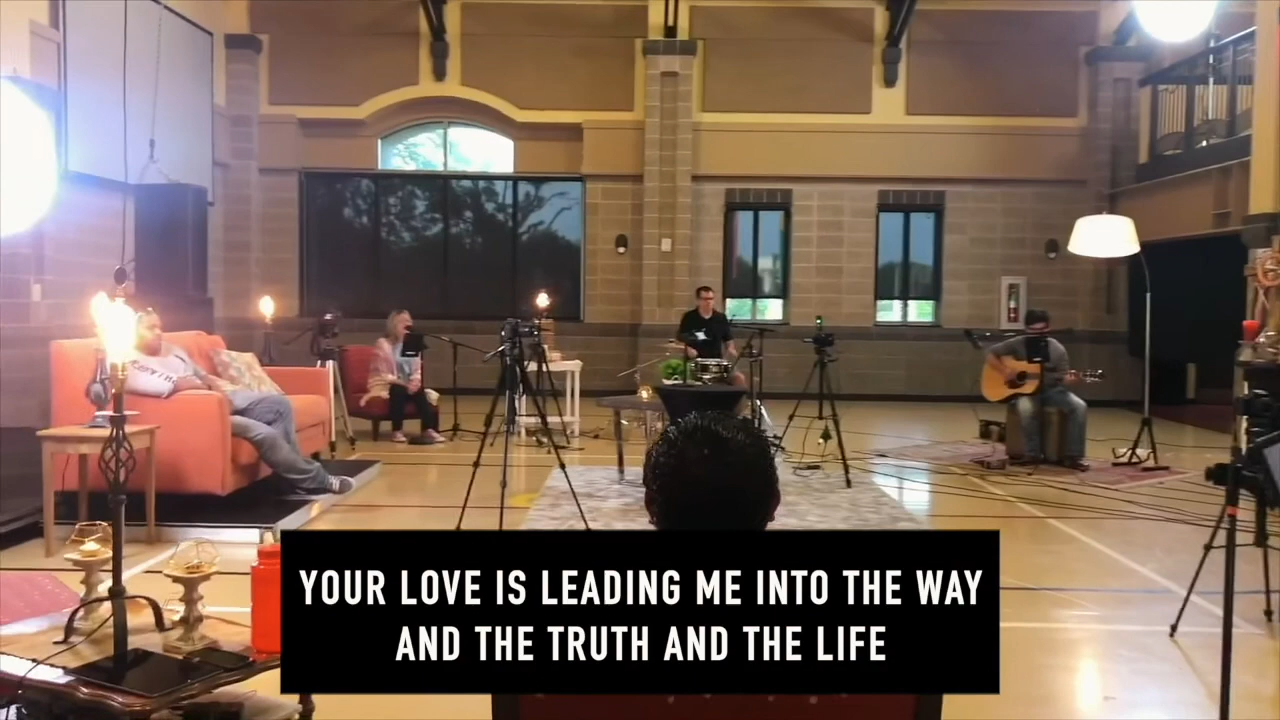 YOUR LOVE IS LEADING ME INTO THE WAY
AND THE TRUTH AND THE LIFE